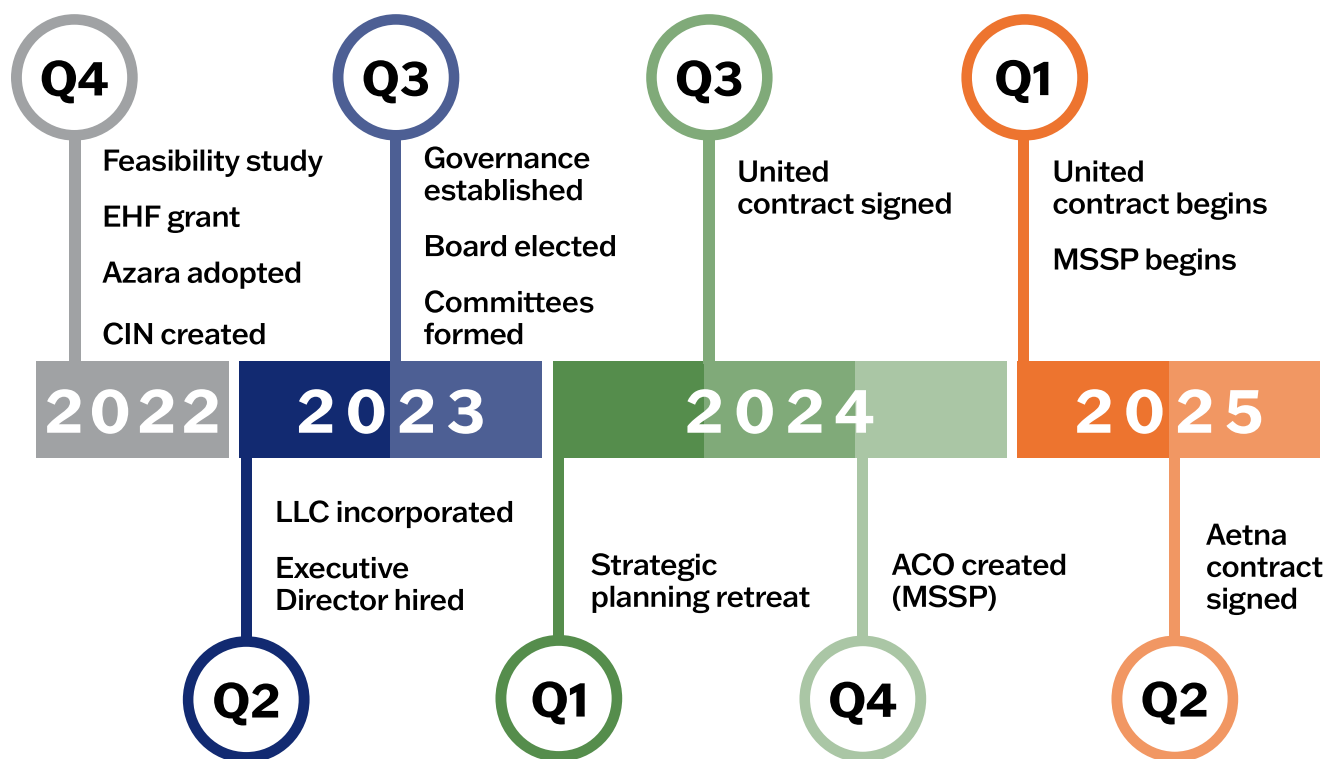 Q4
Feasibility study
EHF grant
Azara adopted
CIN created
Q3
Governance
established
Board elected
Committees
formed
Q3
United
contract signed
Q1
United
contract begins
MSSP begins
2022
2023
2024
2025
LLC incorporated
Executive
Director hired
Q2
Strategic
planning retreat
Q1
ACO created
(MSSP)
Q4
Aetna
contract
signed
Q2